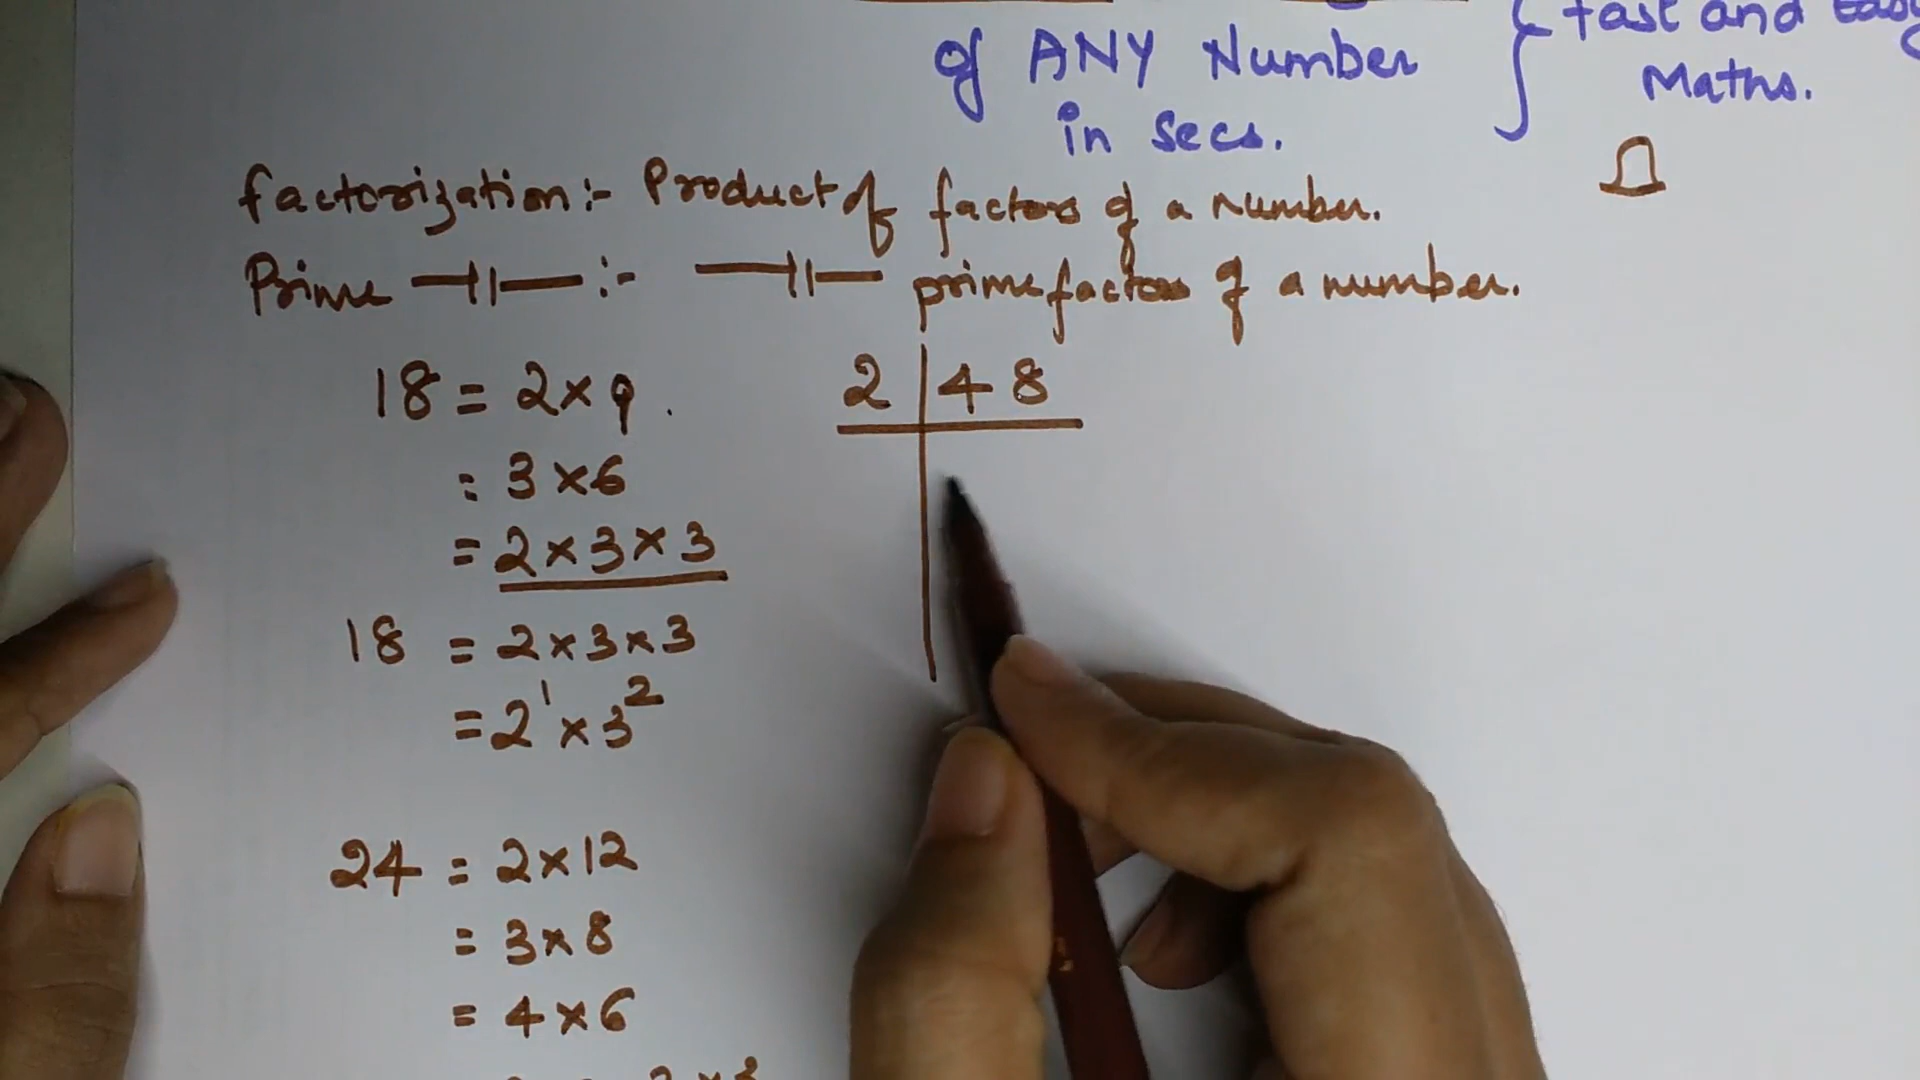 of ANY Number
in secs.
fast and Easy
Maths.
factorization:- Product of factors of a number.
Prime —||— :- —||— prime factors of a number.
18 = 2×9.
= 3×6
= 2×3×3
18 = 2×3×3
= 2¹×3²
24 = 2×12
= 3×8
= 4×6
2 | 48